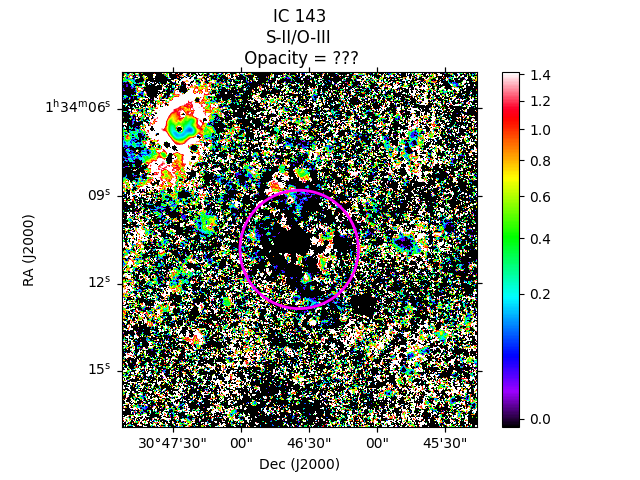 IC 143
S-II/O-III
Opacity = ???
1ʰ34ᵐ06ˢ
09ˢ
12ˢ
15ˢ
RA (J2000)
30°47'30" 00" 46'30" 00" 45'30"
Dec (J2000)
1.4
1.2
1.0
0.8
0.6
0.4
0.2
0.0